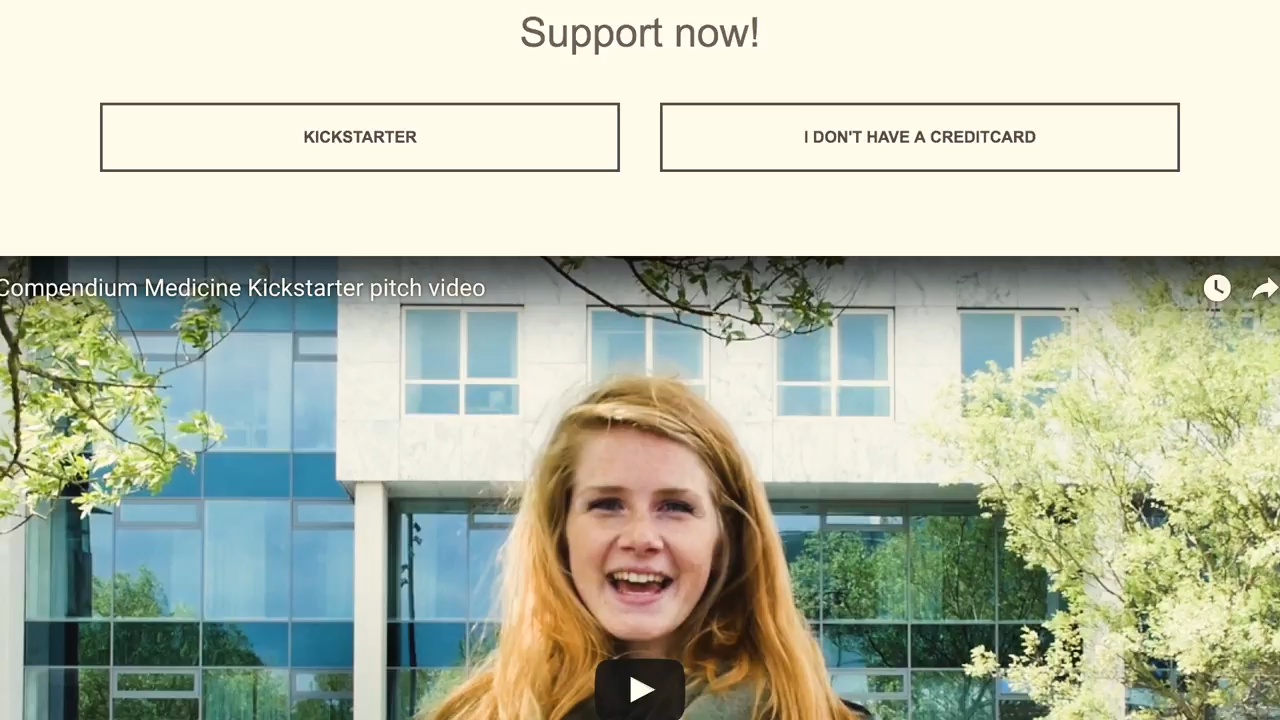 Support now!
KICKSTARTER
I DON'T HAVE A CREDITCARD
Compendium Medicine Kickstarter pitch video